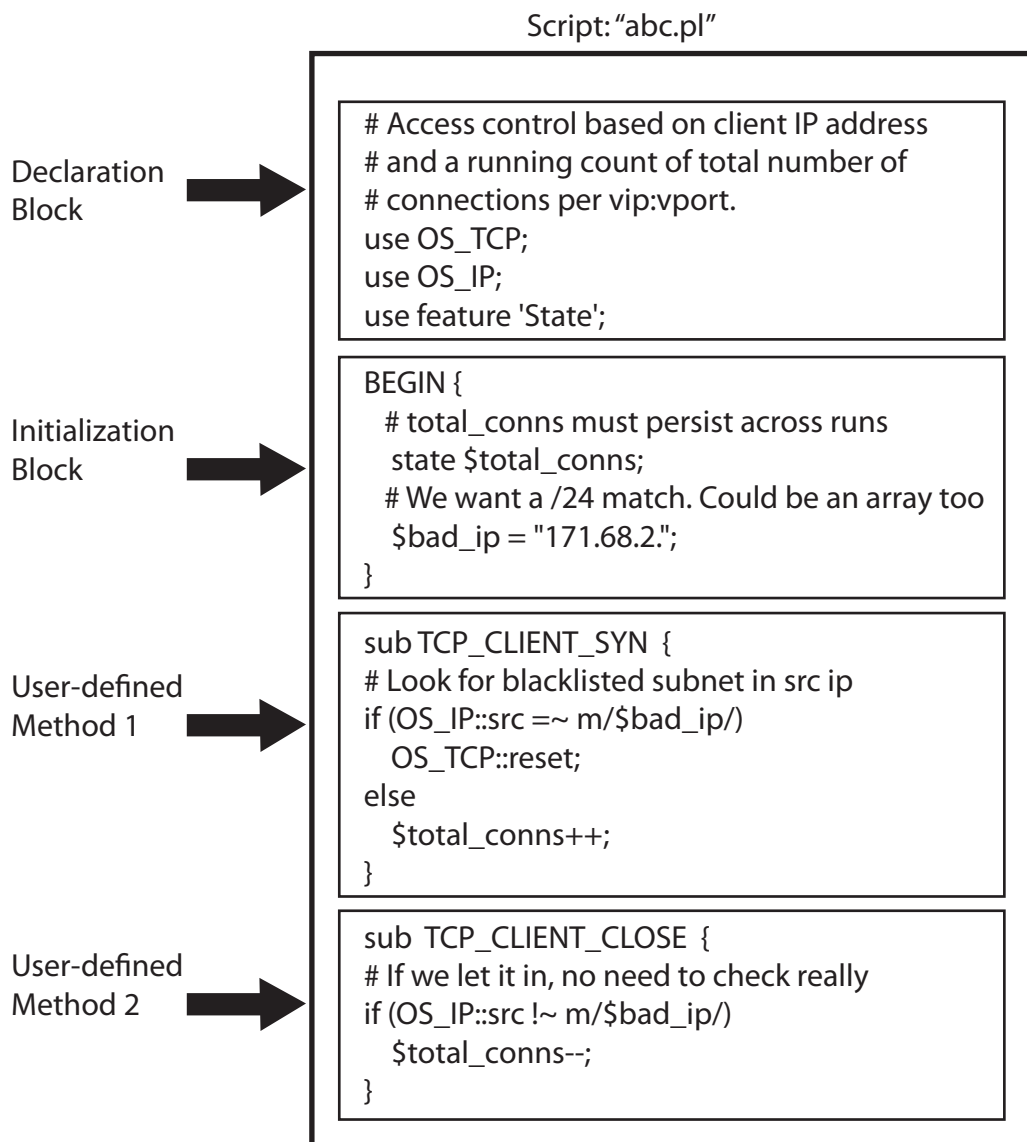 Script: “abc.pl”
Declaration
Block
# Access control based on client IP address
# and a running count of total number of
# connections per vip:vport.
use OS_TCP;
use OS_IP;
use feature 'State';
Initialization
Block
BEGIN {
# total_conns must persist across runs
state $total_conns;
# We want a /24 match. Could be an array too
$bad_ip = "171.68.2.";
}
User-defined
Method 1
sub TCP_CLIENT_SYN {
# Look for blacklisted subnet in src ip
if (OS_IP::src =~ m/$bad_ip/)
OS_TCP::reset;
else
$total_conns++;
}
User-defined
Method 2
sub TCP_CLIENT_CLOSE {
# If we let it in, no need to check really
if (OS_IP::src !~ m/$bad_ip/)
$total_conns--;
}